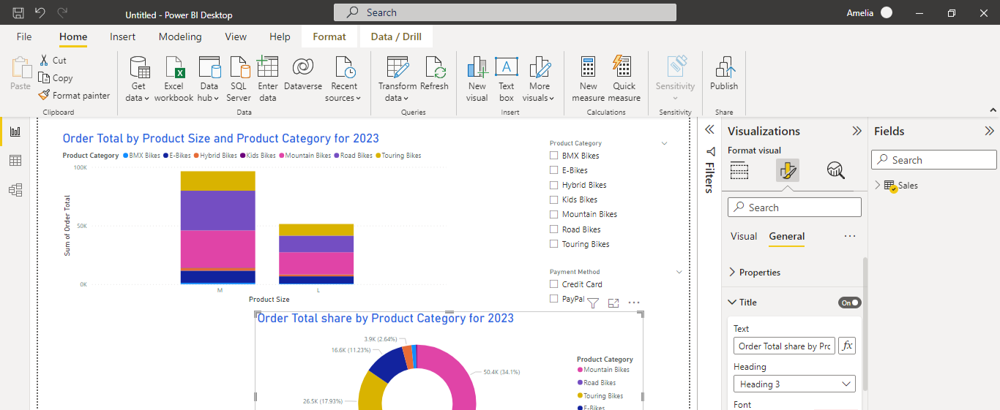 Untitled - Power BI Desktop
Search
Amelia
File Home Insert Modeling View Help Format Data / Drill
Paste
Cut
Copy
Format painter
Clipboard
Get data
Excel workbook
Data hub
SQL Server
Enter data
Dataverse
Recent sources
Data
Transform data
Refresh
Queries
New visual
A
Text box
More visuals
Insert
New measure
Quick measure
Calculations
Sensitivity
Sensitivity
Publish
Share
Order Total by Product Size and Product Category for 2023
Product Category BMX Bikes E-Bikes Hybrid Bikes Kids Bikes Mountain Bikes Road Bikes Touring Bikes
100K
50K
0K
Sum of Order Total
M L
Product Size
Product Category
BMX Bikes
E-Bikes
Hybrid Bikes
Kids Bikes
Mountain Bikes
Road Bikes
Touring Bikes
Payment Method
Credit Card
PayPal
Order Total share by Product Category for 2023
3.9K (2.64%)
16.6K (11.23%)
50.4K (34.1%)
26.5K (17.93%)
Product Category
Mountain Bikes
Road Bikes
Touring Bikes
E-Bikes
Filters
Visualizations
Format visual
Search
Visual General
Properties
Title On
Text
Order Total share by Pro
fx
Heading
Heading 3
Font
Fields
Search
Sales